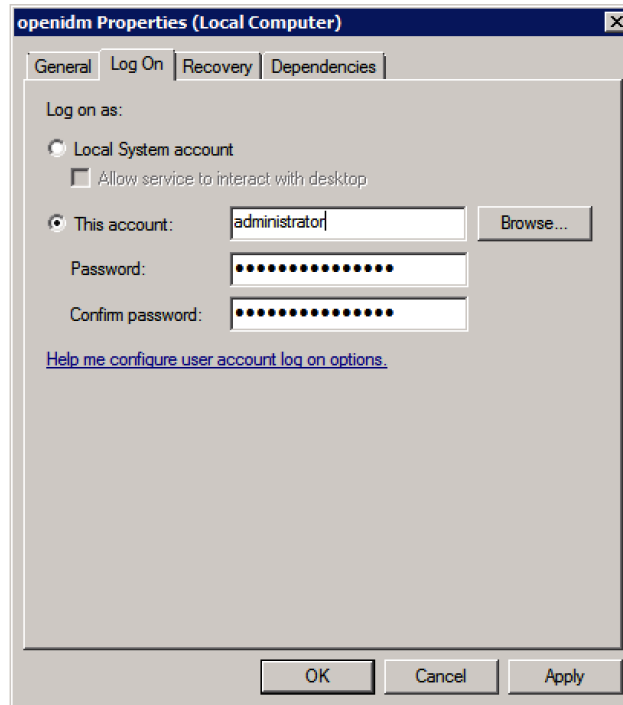 openidm Properties (Local Computer)
General Log On Recovery Dependencies
Log on as:
Local System account
Allow service to interact with desktop
This account: administrator Browse...
Password: ●●●●●●●●●●●●●●●
Confirm password: ●●●●●●●●●●●●●●●
Help me configure user account log on options.
OK Cancel Apply